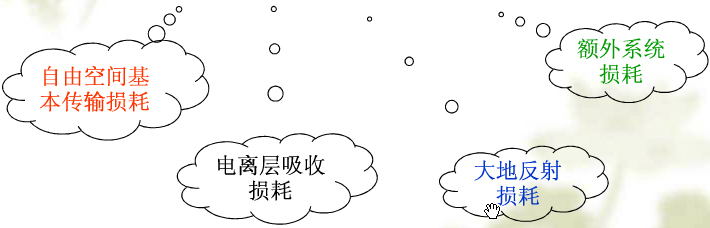 自由空间基
本传输损耗
电离层吸收
损耗
大地反射
损耗
额外系统
损耗